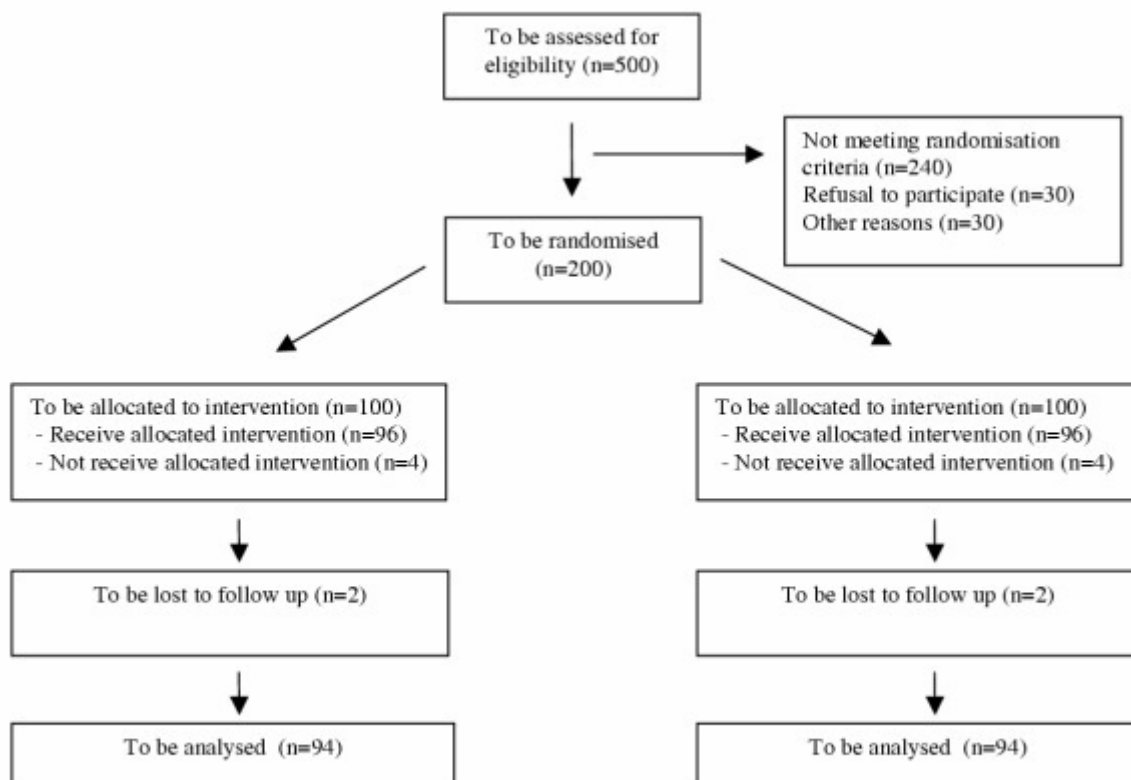 To be assessed for
eligibility (n=500)
Not meeting randomisation
criteria (n=240)
Refusal to participate (n=30)
Other reasons (n=30)
To be randomised
(n=200)
To be allocated to intervention (n=100)
- Receive allocated intervention (n=96)
- Not receive allocated intervention (n=4)
To be allocated to intervention (n=100)
- Receive allocated intervention (n=96)
- Not receive allocated intervention (n=4)
To be lost to follow up (n=2)
To be lost to follow up (n=2)
To be analysed (n=94)
To be analysed (n=94)